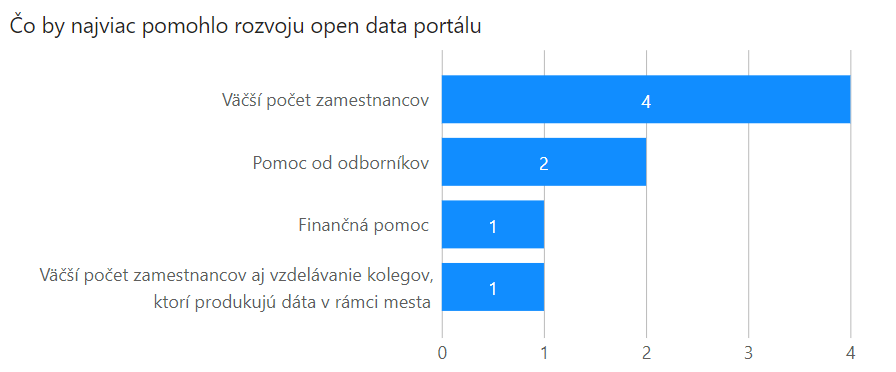 Čo by najviac pomohlo rozvoju open data portálu
Väčší počet zamestnancov
4
Pomoc od odborníkov
2
Finančná pomoc
1
Väčší počet zamestnancov aj vzdelávanie kolegov,
ktorí produkujú dáta v rámci mesta
1
0 1 2 3 4